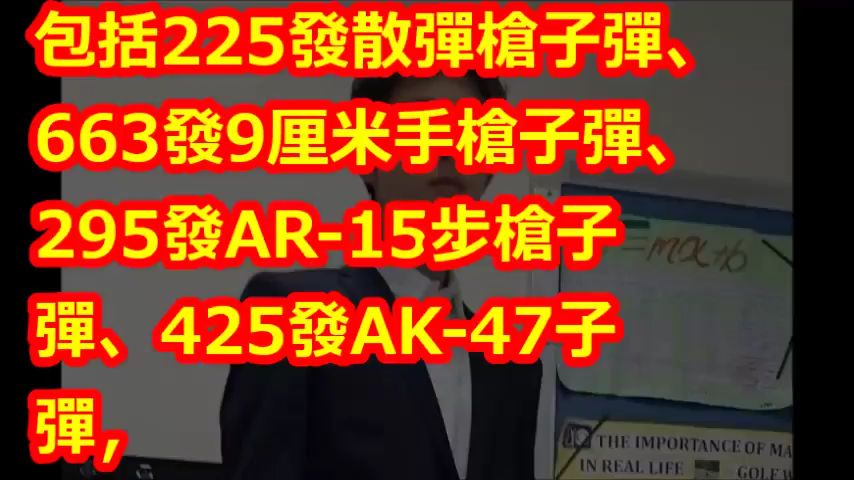 包括225發散彈槍子彈、
663發9厘米手槍子彈、
295發AR-15步槍子
彈、425發AK-47子
彈，
=mx+b
THE IMPORTANCE OF MA
IN REAL LIFE
GOLF W